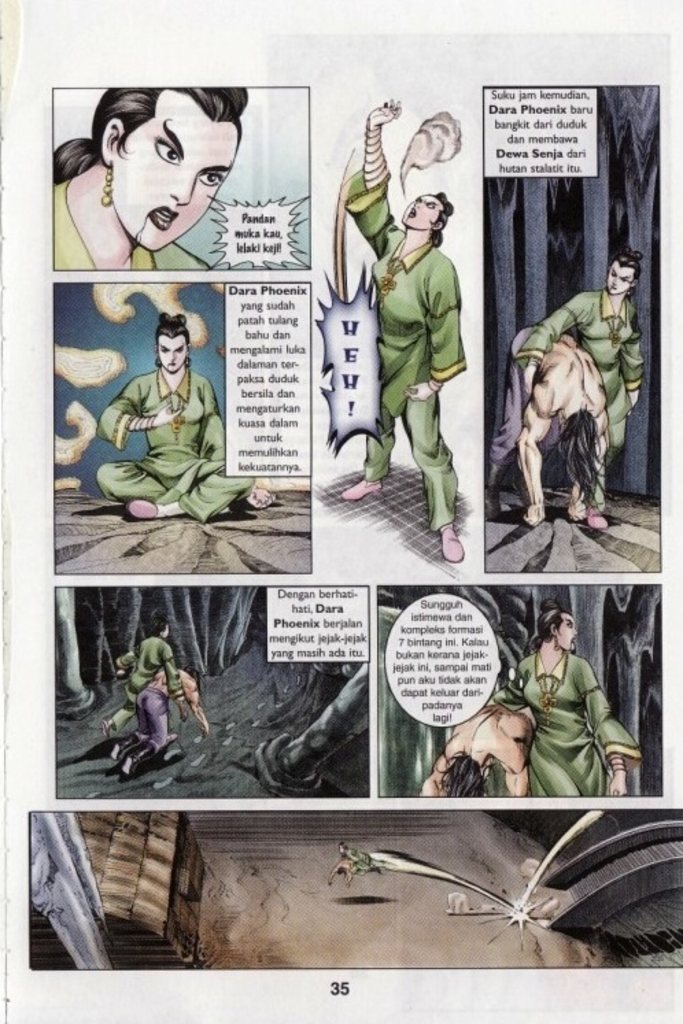 Pandan
muka kau,
lelaki keji!
HEH!
Suku jam kemudian,
Dara Phoenix baru
bangkit dari duduk
dan membawa
Dewa Senja dari
hutan stalatit itu.
Dara Phoenix
yang sudah
patah tulang
bahu dan
mengalami luka
dalaman ter-
paksa duduk
bersila dan
mengaturkan
kuasa dalam
untuk
memulihkan
kekuatannya.
Dengan berhati-
hati, Dara
Phoenix berjalan
mengikut jejak-jejak
yang masih ada itu.
Sungguh
istimewa dan
kompleks formasi
7 bintang ini. Kalau
bukan kerana jejak-
jejak ini, sampai mati
pun aku tidak akan
dapat keluar dari-
padanya
lagi!
35